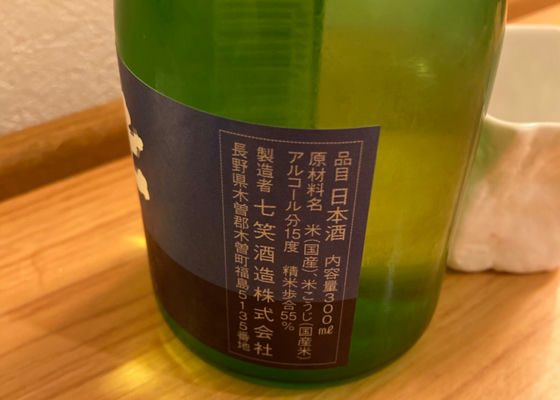 品目 日本酒 内容量300㎖
原材料名 米(国産)、米こうじ(国産米)
アルコール分15度 精米歩合55%
製造者 七笑酒造株式会社
長野県木曽郡木曽町福島5135番地